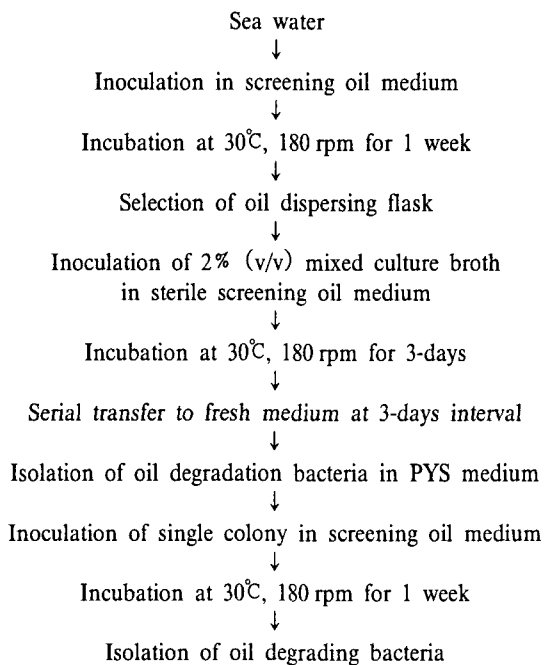 Sea water
↓
Inoculation in screening oil medium
↓
Incubation at 30℃, 180 rpm for 1 week
↓
Selection of oil dispersing flask
↓
Inoculation of 2% (v/v) mixed culture broth
in sterile screening oil medium
↓
Incubation at 30℃, 180 rpm for 3-days
↓
Serial transfer to fresh medium at 3-days interval
↓
Isolation of oil degradation bacteria in PYS medium
↓
Inoculation of single colony in screening oil medium
↓
Incubation at 30℃, 180 rpm for 1 week
↓
Isolation of oil degrading bacteria